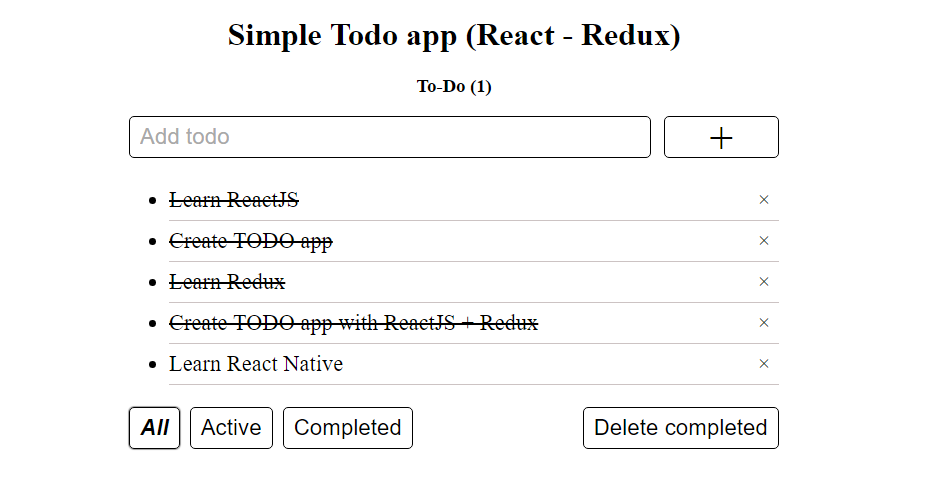 Simple Todo app (React - Redux)
To-Do (1)
Add todo +
Learn ReactJS ×
Create TODO app ×
Learn Redux ×
Create TODO app with ReactJS + Redux ×
Learn React Native ×
All Active Completed Delete completed